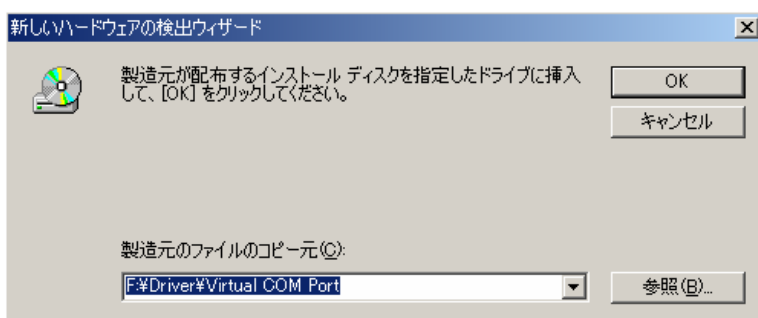 新しいハードウェアの検出ウィザード
製造元が配布するインストール ディスクを指定したドライブに挿入
して、[OK] をクリックしてください。
OK
キャンセル
製造元のファイルのコピー元(C):
F:¥Driver¥Virtual COM Port
参照(B)...